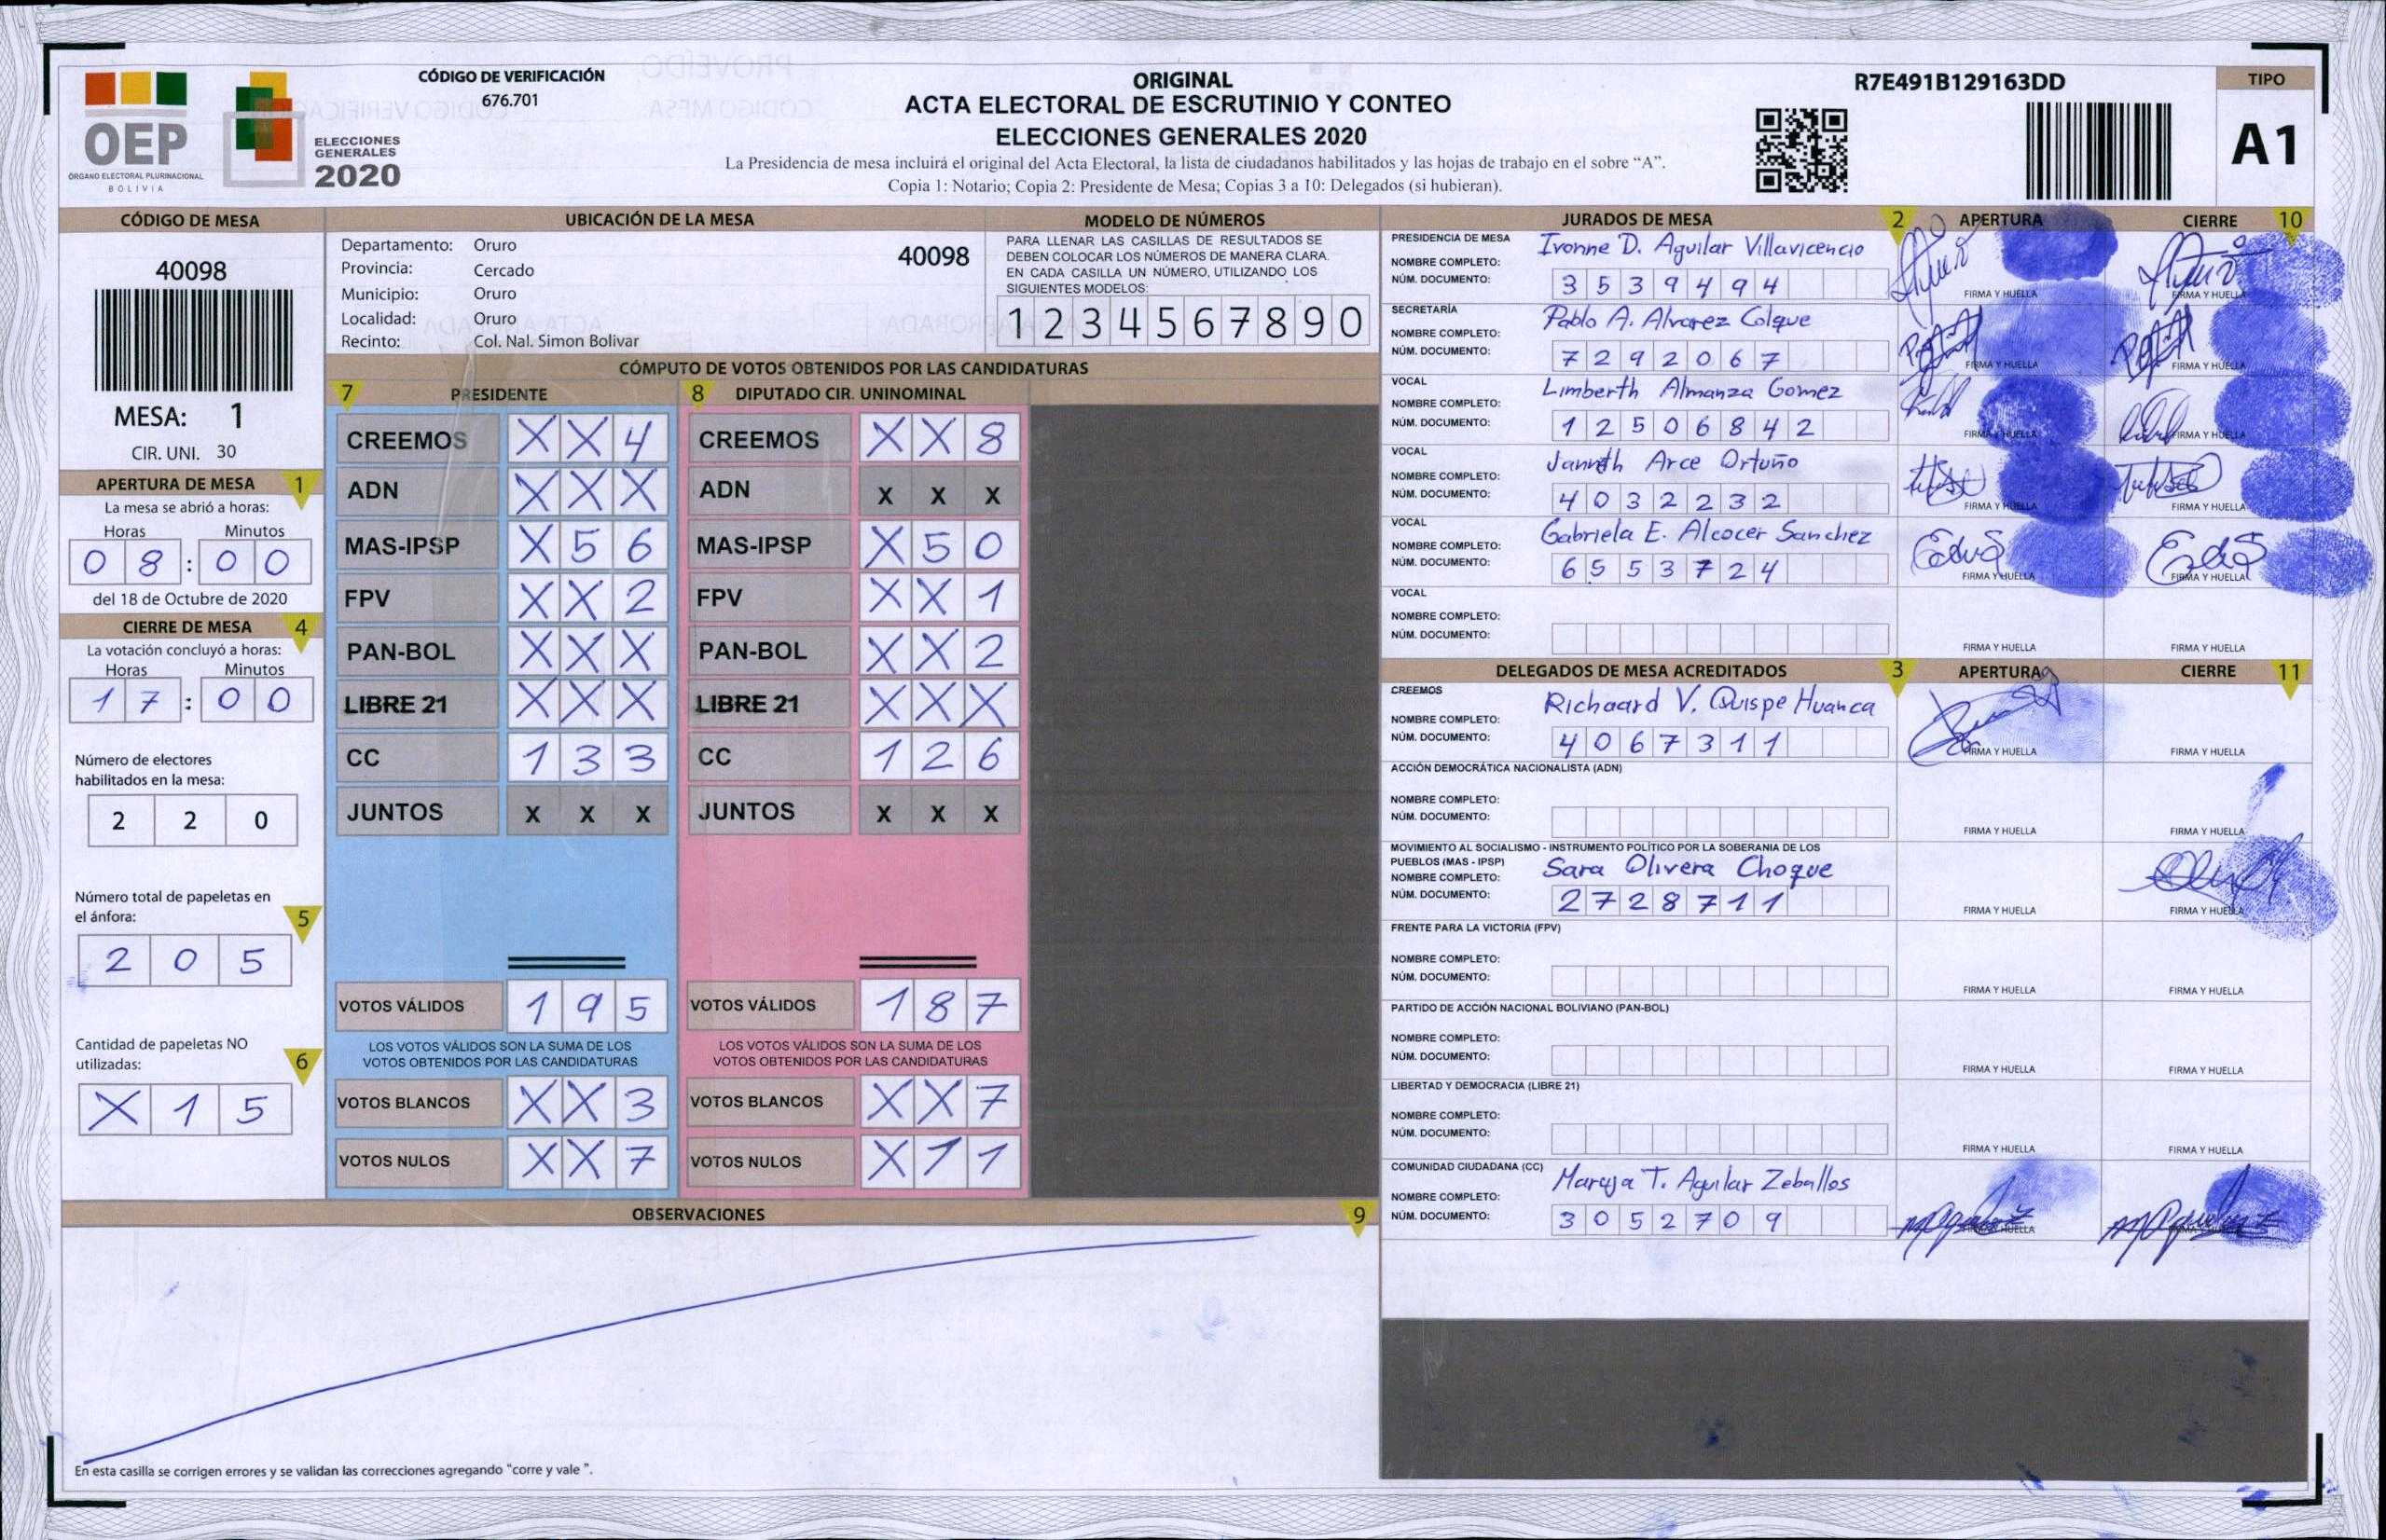 CÓDIGO DE VERIFICACIÓN
676.701
ORIGINAL
ACTA ELECTORAL DE ESCRUTINIO Y CONTEO
ELECCIONES GENERALES 2020
La Presidencia de mesa incluirá el original del Acta Electoral, la lista de ciudadanos habilitados y las hojas de trabajo en el sobre “A”.
Copia 1: Notario; Copia 2: Presidente de Mesa; Copias 3 a 10: Delegados (si hubieran).
R7E491B129163DD
TIPO
A1
OEP
ÓRGANO ELECTORAL PLURINACIONAL
BOLIVIA
ELECCIONES
GENERALES
2020
CÓDIGO DE MESA
40098
MESA: 1
CIR. UNI. 30
APERTURA DE MESA 1
La mesa se abrió a horas:
Horas Minutos
0 8 : 0 0
del 18 de Octubre de 2020
CIERRE DE MESA 4
La votación concluyó a horas:
Horas Minutos
1 7 : 0 0
Número de electores
habilitados en la mesa:
2 2 0
Número total de papeletas en
el ánfora: 5
2 0 5
Cantidad de papeletas NO
utilizadas: 6
X 1 5
UBICACIÓN DE LA MESA
Departamento: Oruro
Provincia: Cercado
Municipio: Oruro
Localidad: Oruro
Recinto: Col. Nal. Simon Bolivar
40098
MODELO DE NÚMEROS
PARA LLENAR LAS CASILLAS DE RESULTADOS SE
DEBEN COLOCAR LOS NÚMEROS DE MANERA CLARA.
EN CADA CASILLA UN NÚMERO, UTILIZANDO LOS
SIGUIENTES MODELOS:
1 2 3 4 5 6 7 8 9 0
CÓMPUTO DE VOTOS OBTENIDOS POR LAS CANDIDATURAS
7 PRESIDENTE
CREEMOS X X 4
ADN X X X
MAS-IPSP X 5 6
FPV X X 2
PAN-BOL X X X
LIBRE 21 X X X
CC 1 3 3
JUNTOS X X X
VOTOS VÁLIDOS 1 9 5
LOS VOTOS VÁLIDOS SON LA SUMA DE LOS
VOTOS OBTENIDOS POR LAS CANDIDATURAS
VOTOS BLANCOS X X 3
VOTOS NULOS X X 7
8 DIPUTADO CIR. UNINOMINAL
CREEMOS X X 8
ADN X X X
MAS-IPSP X 5 0
FPV X X 1
PAN-BOL X X 2
LIBRE 21 X X X
CC 1 2 6
JUNTOS X X X
VOTOS VÁLIDOS 1 8 7
LOS VOTOS VÁLIDOS SON LA SUMA DE LOS
VOTOS OBTENIDOS POR LAS CANDIDATURAS
VOTOS BLANCOS X X 7
VOTOS NULOS X 1 1
OBSERVACIONES 9
En esta casilla se corrigen errores y se validan las correcciones agregando “corre y vale ”.
JURADOS DE MESA 2 APERTURA CIERRE 10
PRESIDENCIA DE MESA
NOMBRE COMPLETO: Ivonne D. Aguilar Villavicencio
NÚM. DOCUMENTO: 3 5 3 9 4 9 4
FIRMA Y HUELLA FIRMA Y HUELLA
SECRETARÍA
NOMBRE COMPLETO: Pablo A. Alvarez Colque
NÚM. DOCUMENTO: 7 2 9 2 0 6 7
FIRMA Y HUELLA FIRMA Y HUELLA
VOCAL
NOMBRE COMPLETO: Limberth Almanza Gomez
NÚM. DOCUMENTO: 1 2 5 0 6 8 4 2
FIRMA Y HUELLA FIRMA Y HUELLA
VOCAL
NOMBRE COMPLETO: Arce Ortuño
NÚM. DOCUMENTO: 4 0 3 2 2 3 2
FIRMA Y HUELLA FIRMA Y HUELLA
VOCAL
NOMBRE COMPLETO: Gabriela E. Alcocer Sanchez
NÚM. DOCUMENTO: 6 5 5 3 7 2 4
FIRMA Y HUELLA FIRMA Y HUELLA
VOCAL
NOMBRE COMPLETO:
NÚM. DOCUMENTO:
FIRMA Y HUELLA FIRMA Y HUELLA
DELEGADOS DE MESA ACREDITADOS 3 APERTURA CIERRE 11
CREEMOS
NOMBRE COMPLETO: Richaard V. Quispe Huanca
NÚM. DOCUMENTO: 4 0 6 7 3 1 1
FIRMA Y HUELLA FIRMA Y HUELLA
ACCIÓN DEMOCRÁTICA NACIONALISTA (ADN)
NOMBRE COMPLETO:
NÚM. DOCUMENTO:
FIRMA Y HUELLA FIRMA Y HUELLA
MOVIMIENTO AL SOCIALISMO - INSTRUMENTO POLÍTICO POR LA SOBERANIA DE LOS
PUEBLOS (MAS - IPSP)
NOMBRE COMPLETO: Sara Olivera Choque
NÚM. DOCUMENTO: 2 7 2 8 7 1 1
FIRMA Y HUELLA FIRMA Y HUELLA
FRENTE PARA LA VICTORIA (FPV)
NOMBRE COMPLETO:
NÚM. DOCUMENTO:
FIRMA Y HUELLA FIRMA Y HUELLA
PARTIDO DE ACCIÓN NACIONAL BOLIVIANO (PAN-BOL)
NOMBRE COMPLETO:
NÚM. DOCUMENTO:
FIRMA Y HUELLA FIRMA Y HUELLA
LIBERTAD Y DEMOCRACIA (LIBRE 21)
NOMBRE COMPLETO:
NÚM. DOCUMENTO:
FIRMA Y HUELLA FIRMA Y HUELLA
COMUNIDAD CIUDADANA (CC)
NOMBRE COMPLETO: Maruja T. Aguilar Zeballos
NÚM. DOCUMENTO: 3 0 5 2 7 0 9
FIRMA Y HUELLA FIRMA Y HUELLA